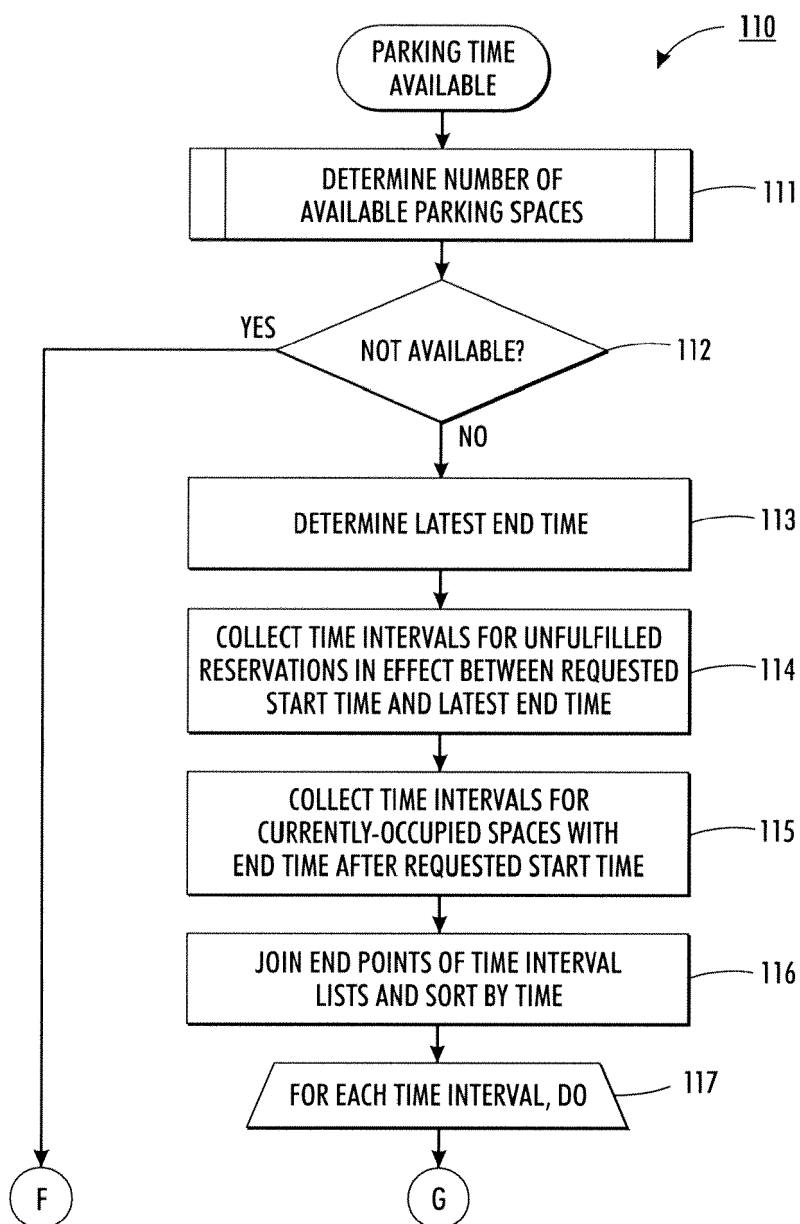 110
PARKING TIME
AVAILABLE
DETERMINE NUMBER OF
AVAILABLE PARKING SPACES
111
YES
NOT AVAILABLE?
112
NO
DETERMINE LATEST END TIME
113
COLLECT TIME INTERVALS FOR UNFULFILLED
RESERVATIONS IN EFFECT BETWEEN REQUESTED
START TIME AND LATEST END TIME
114
COLLECT TIME INTERVALS FOR
CURRENTLY-OCCUPIED SPACES WITH
END TIME AFTER REQUESTED START TIME
115
JOIN END POINTS OF TIME INTERVAL
LISTS AND SORT BY TIME
116
FOR EACH TIME INTERVAL, DO
117
F
G